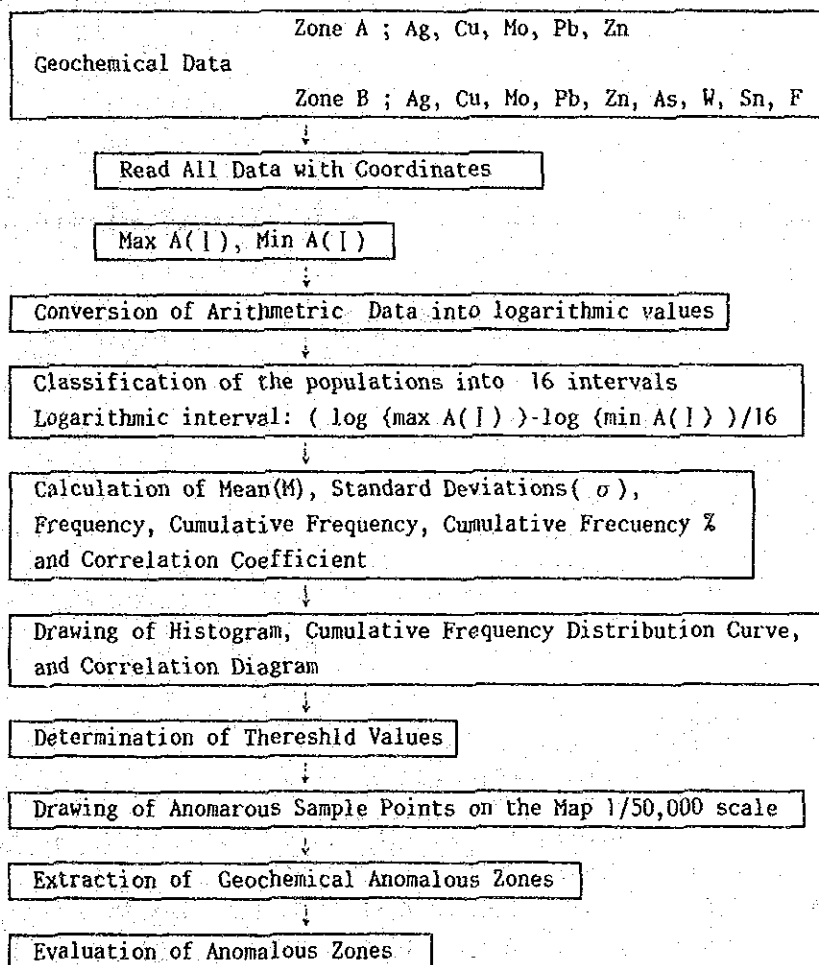 Zone A ; Ag, Cu, Mo, Pb, Zn
Geochemical Data
Zone B ; Ag, Cu, Mo, Pb, Zn, As, W, Sn, F
Read All Data with Coordinates
Max A( I ), Min A( I )
Conversion of Arithmetric Data into logarithmic values
Classification of the populations into 16 intervals
Logarithmic interval: ( log {max A( I ) }-log {min A( I ) )/16
Calculation of Mean(M), Standard Deviations( σ ),
Frequency, Cumulative Frequency, Cumulative Frecuency %
and Correlation Coefficient
Drawing of Histogram, Cumulative Frequency Distribution Curve,
and Correlation Diagram
Determination of Thereshld Values
Drawing of Anomarous Sample Points on the Map 1/50,000 scale
Extraction of Geochemical Anomalous Zones
Evaluation of Anomalous Zones